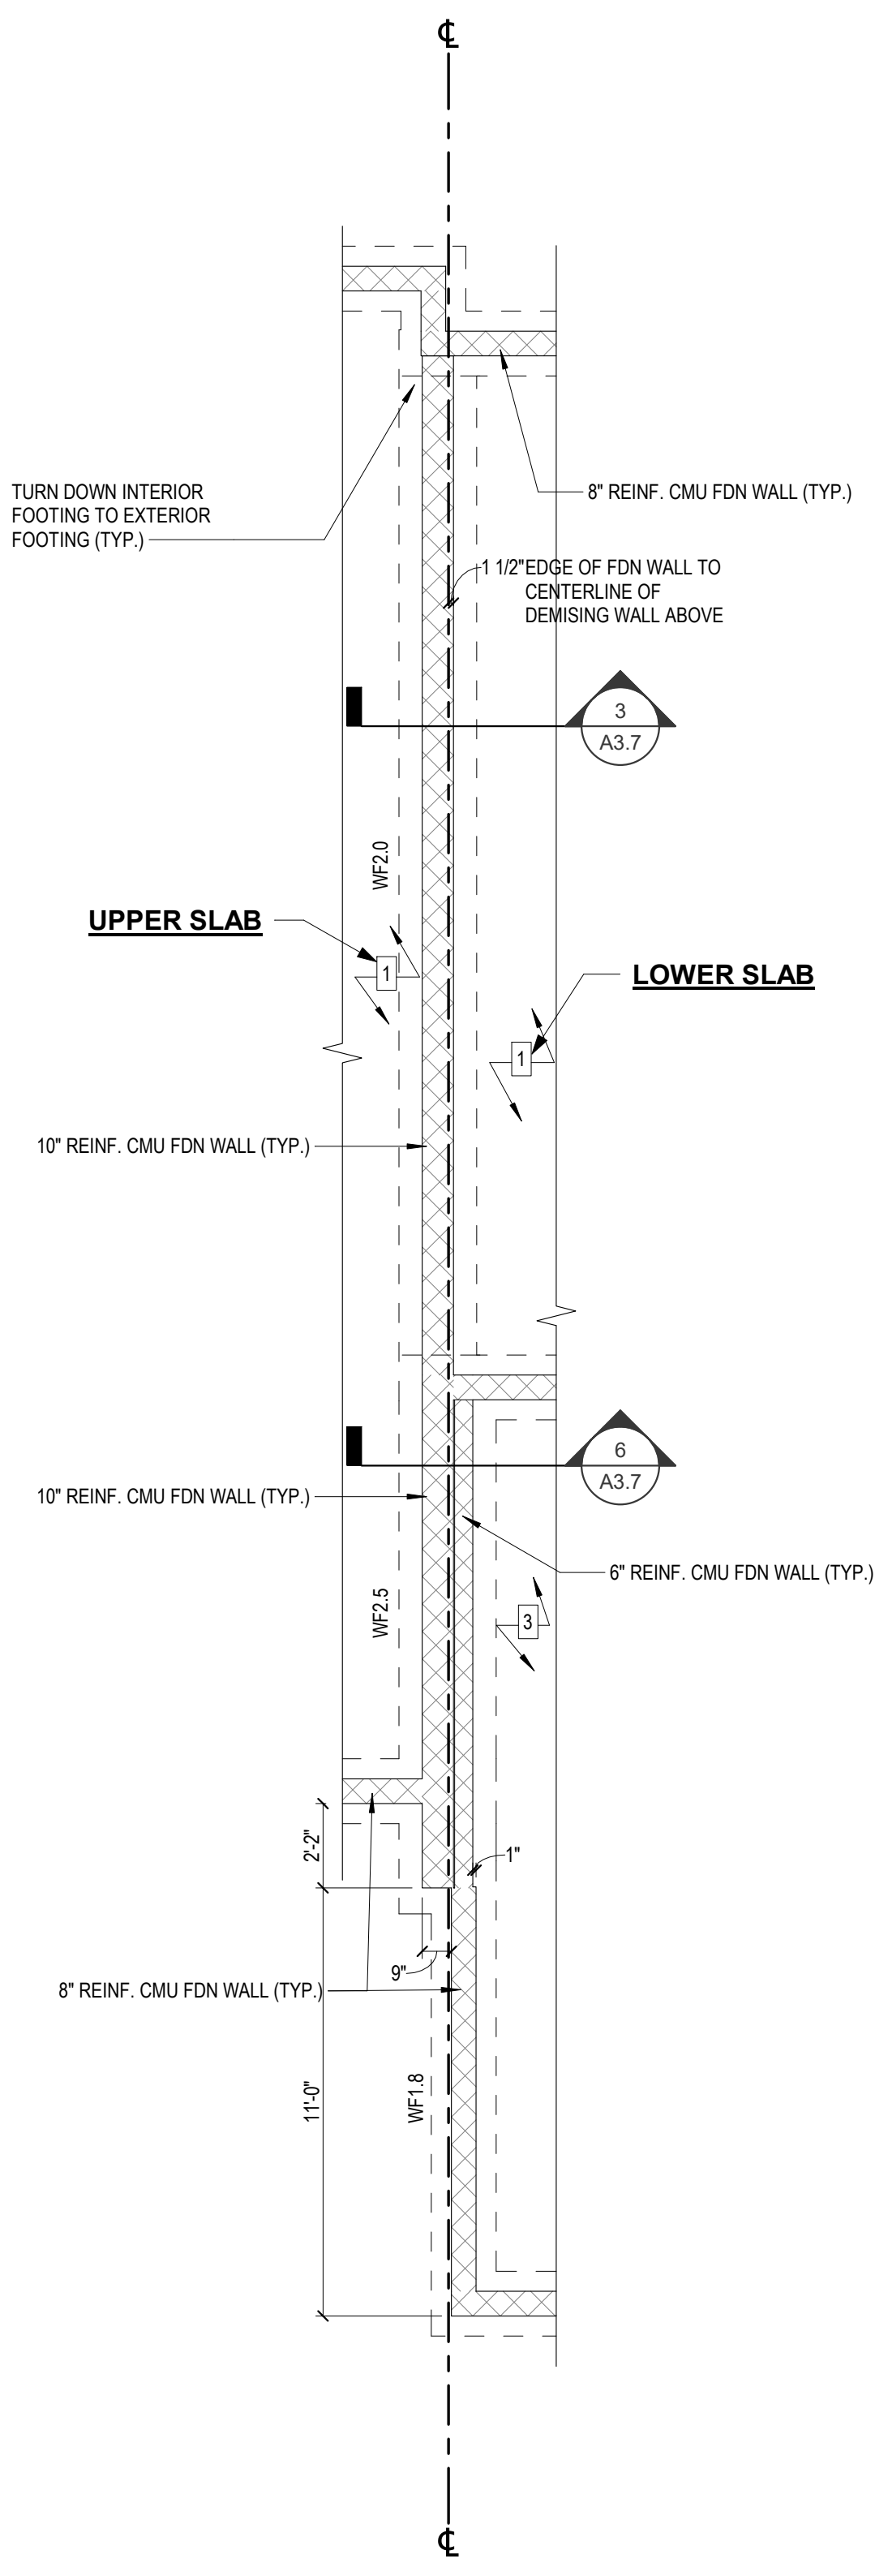 ℄
TURN DOWN INTERIOR
FOOTING TO EXTERIOR
FOOTING (TYP.)
8" REINF. CMU FDN WALL (TYP.)
1 1/2" EDGE OF FDN WALL TO
CENTERLINE OF
DEMISING WALL ABOVE
3
A3.7
WF2.0
UPPER SLAB
1
LOWER SLAB
1
10" REINF. CMU FDN WALL (TYP.)
6
A3.7
10" REINF. CMU FDN WALL (TYP.)
6" REINF. CMU FDN WALL (TYP.)
WF2.5
3
2'-2"
1"
9"
8" REINF. CMU FDN WALL (TYP.)
11'-0"
WF1.8
℄